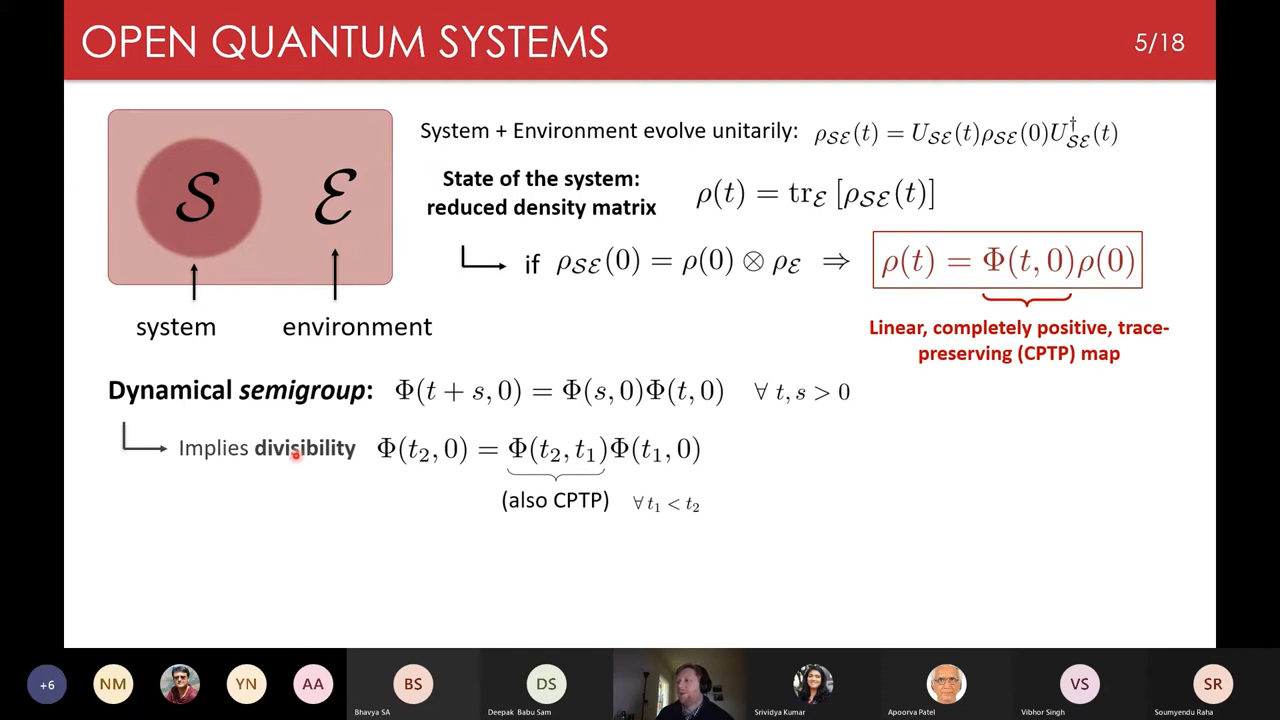 OPEN QUANTUM SYSTEMS
5/18
System + Environment evolve unitarily: ρ_𝒮ℰ(t) = U_𝒮ℰ(t)ρ_𝒮ℰ(0)U†_𝒮ℰ(t)
𝒮
ℰ
State of the system:
reduced density matrix
ρ(t) = tr_ℰ [ρ_𝒮ℰ(t)]
if ρ_𝒮ℰ(0) = ρ(0) ⊗ ρ_ℰ ⇒ ρ(t) = Φ(t, 0)ρ(0)
system
environment
Linear, completely positive, trace-
preserving (CPTP) map
Dynamical semigroup: Φ(t + s, 0) = Φ(s, 0)Φ(t, 0) ∀ t, s > 0
Implies divisibility Φ(t₂, 0) = Φ(t₂, t₁)Φ(t₁, 0)
(also CPTP) ∀ t₁ < t₂
+6
NM
YN
AA
BS
DS
VS
SR
Bhavya SA
Deepak Babu Sam
Srividya Kumar
Apoorva Patel
Vibhor Singh
Soumyendu Raha